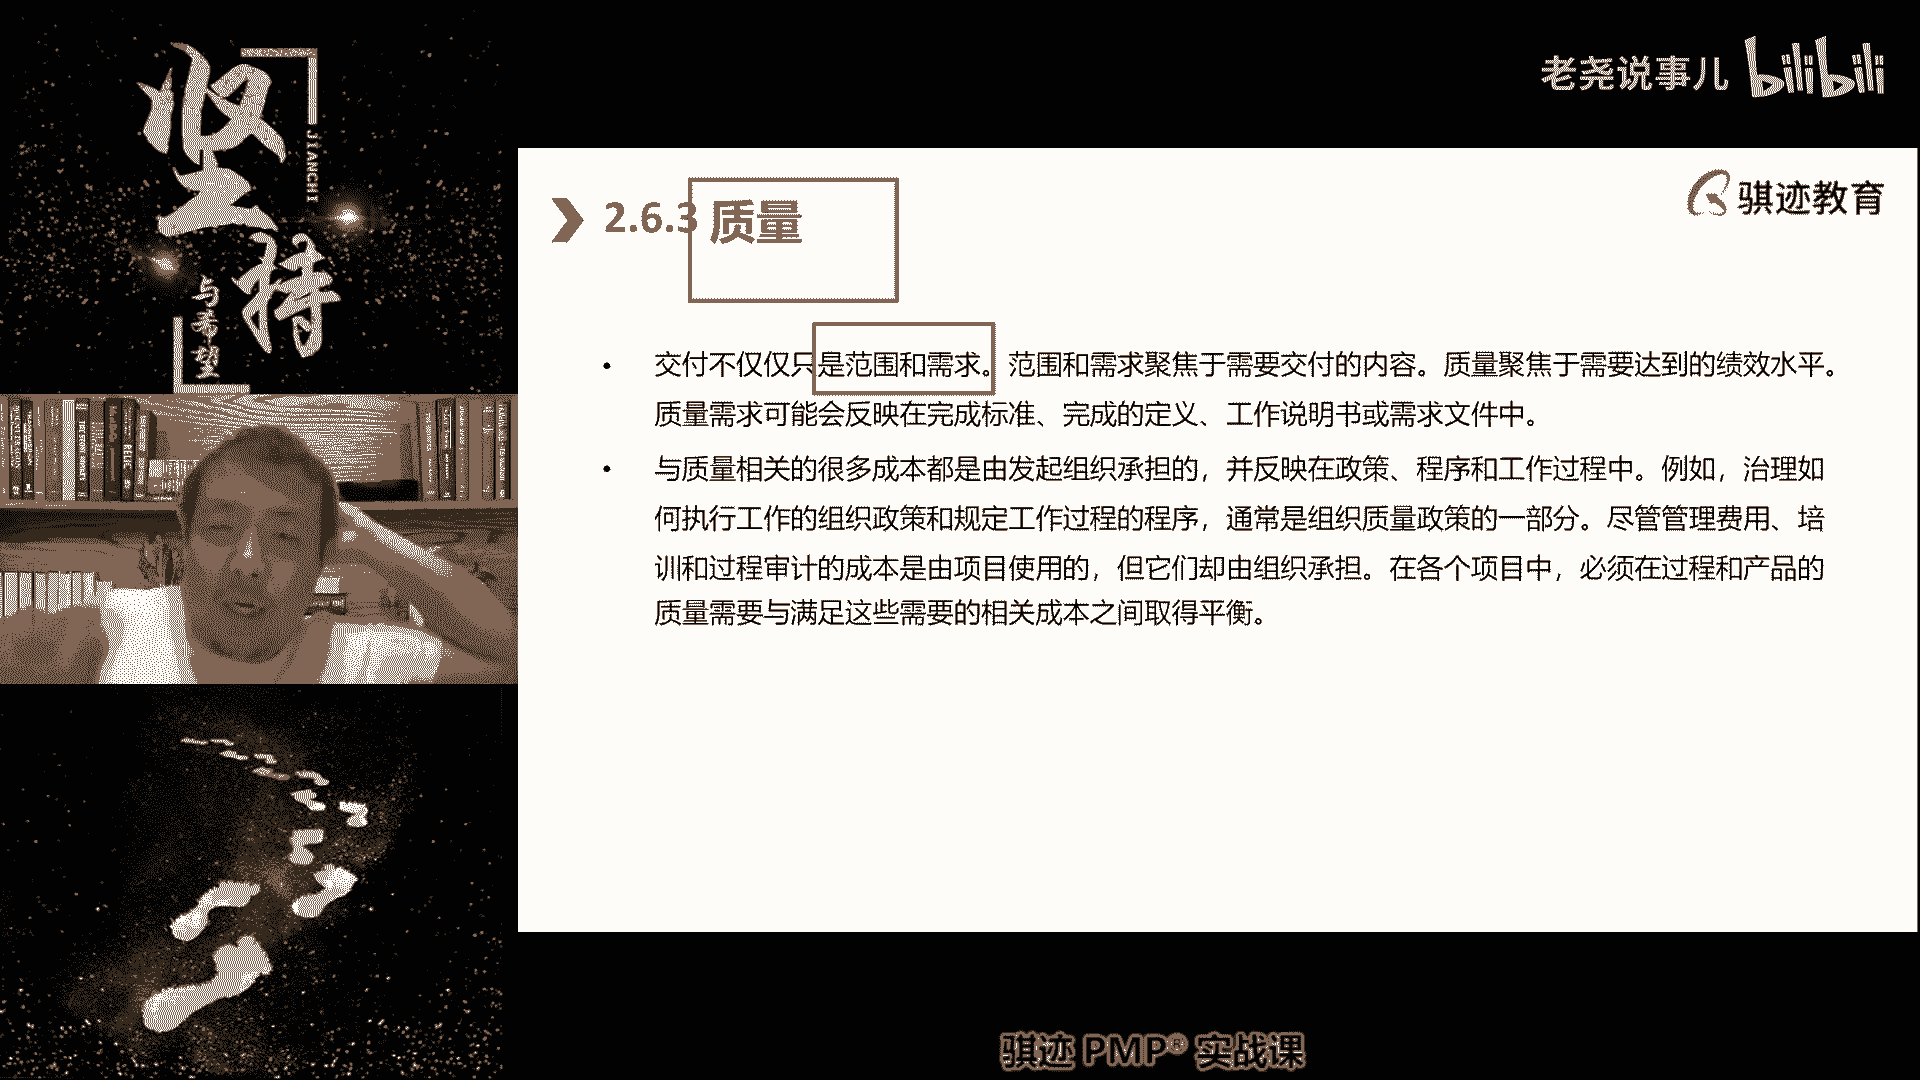 坚持
JIANCHI
与希望
老尧说事儿 bilibili
骐迹教育
2.6.3 质量
• 交付不仅仅只是范围和需求。范围和需求聚焦于需要交付的内容。质量聚焦于需要达到的绩效水平。
质量需求可能会反映在完成标准、完成的定义、工作说明书或需求文件中。
• 与质量相关的很多成本都是由发起组织承担的，并反映在政策、程序和工作过程中。例如，治理如
何执行工作的组织政策和规定工作过程的程序，通常是组织质量政策的一部分。尽管管理费用、培
训和过程审计的成本是由项目使用的，但它们却由组织承担。在各个项目中，必须在过程和产品的
质量需要与满足这些需要的相关成本之间取得平衡。
骐迹 PMP® 实战课